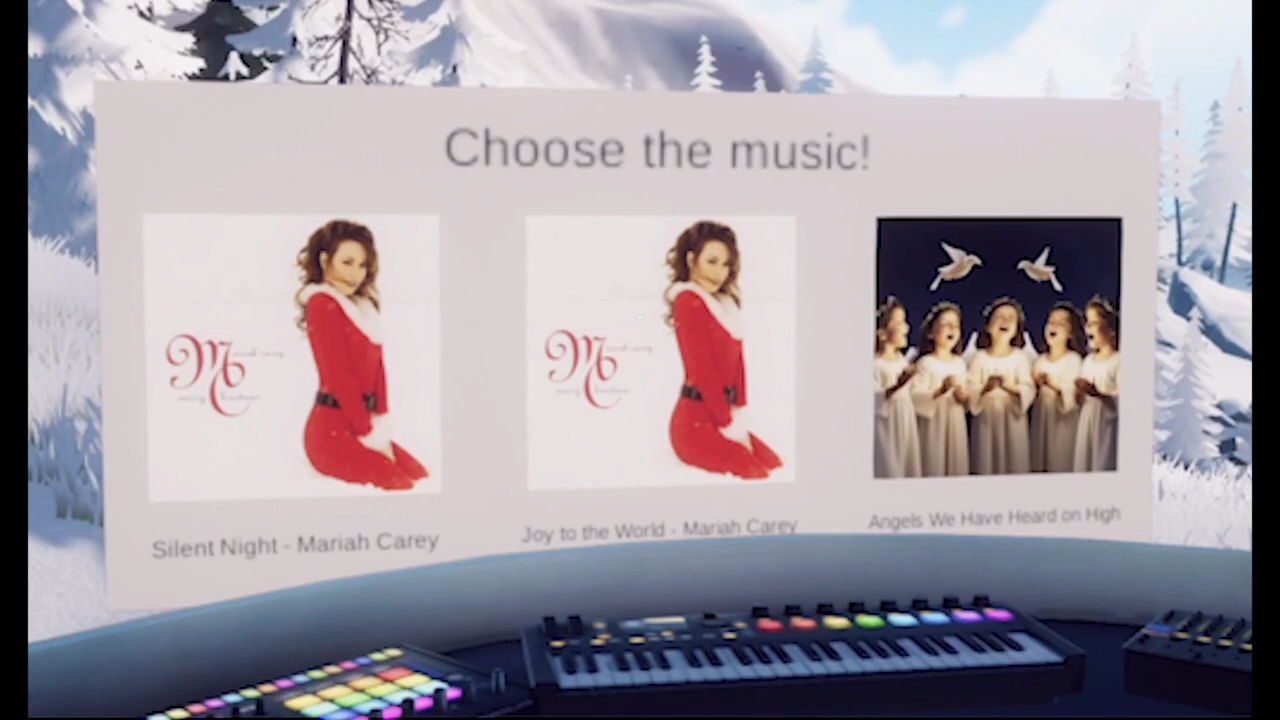 Choose the music!
Silent Night - Mariah Carey
Joy to the World - Mariah Carey
Angels We Have Heard on High